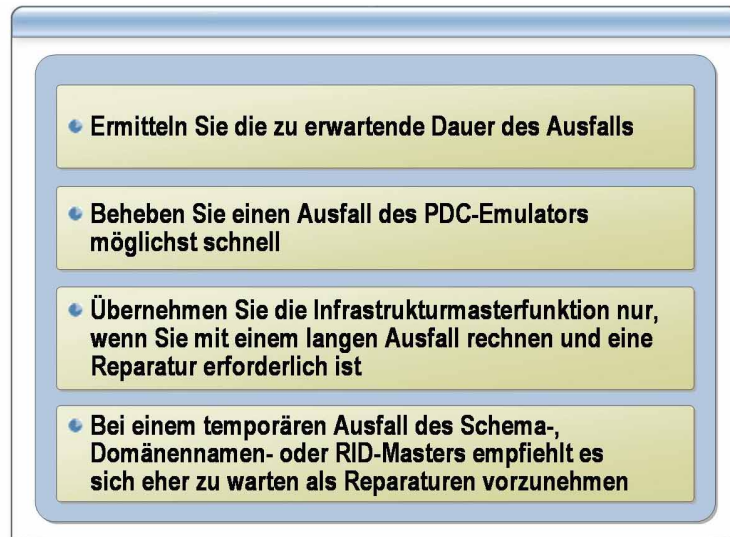 Ermitteln Sie die zu erwartende Dauer des Ausfalls
Beheben Sie einen Ausfall des PDC-Emulators
möglichst schnell
Übernehmen Sie die Infrastrukturmasterfunktion nur,
wenn Sie mit einem langen Ausfall rechnen und eine
Reparatur erforderlich ist
Bei einem temporären Ausfall des Schema-,
Domänennamen- oder RID-Masters empfiehlt es
sich eher zu warten als Reparaturen vorzunehmen